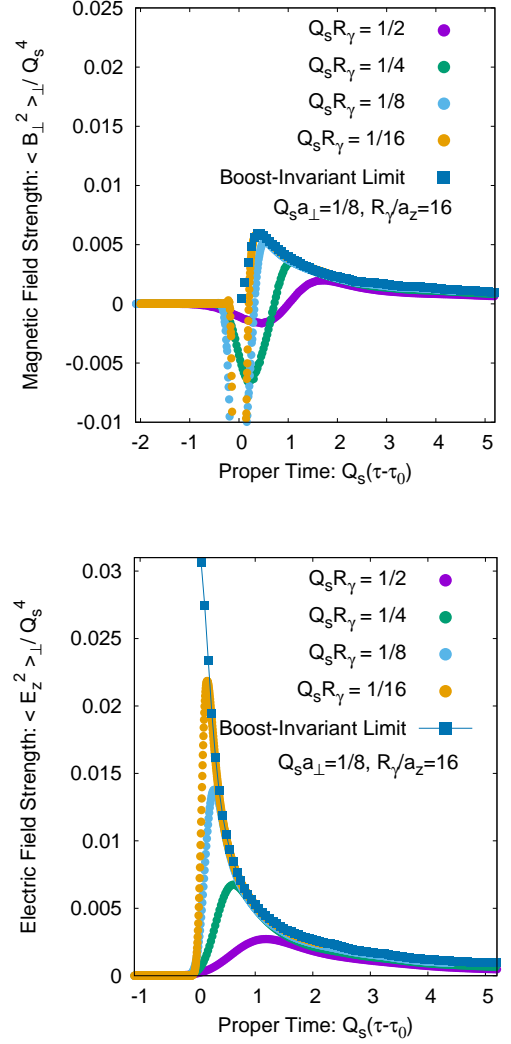 Magnetic Field Strength: < B⊥² >⊥/ Qs⁴
0.025
0.02
0.015
0.01
0.005
0
-0.005
-0.01
QsRγ = 1/2
QsRγ = 1/4
QsRγ = 1/8
QsRγ = 1/16
Boost-Invariant Limit
Qsa⊥=1/8, Rγ/az=16
-2 -1 0 1 2 3 4 5
Proper Time: Qs(τ-τ0)
Electric Field Strength: < Ez² >⊥/ Qs⁴
0.03
0.025
0.02
0.015
0.01
0.005
0
QsRγ = 1/2
QsRγ = 1/4
QsRγ = 1/8
QsRγ = 1/16
Boost-Invariant Limit
Qsa⊥=1/8, Rγ/az=16
-1 0 1 2 3 4 5
Proper Time: Qs(τ-τ0)